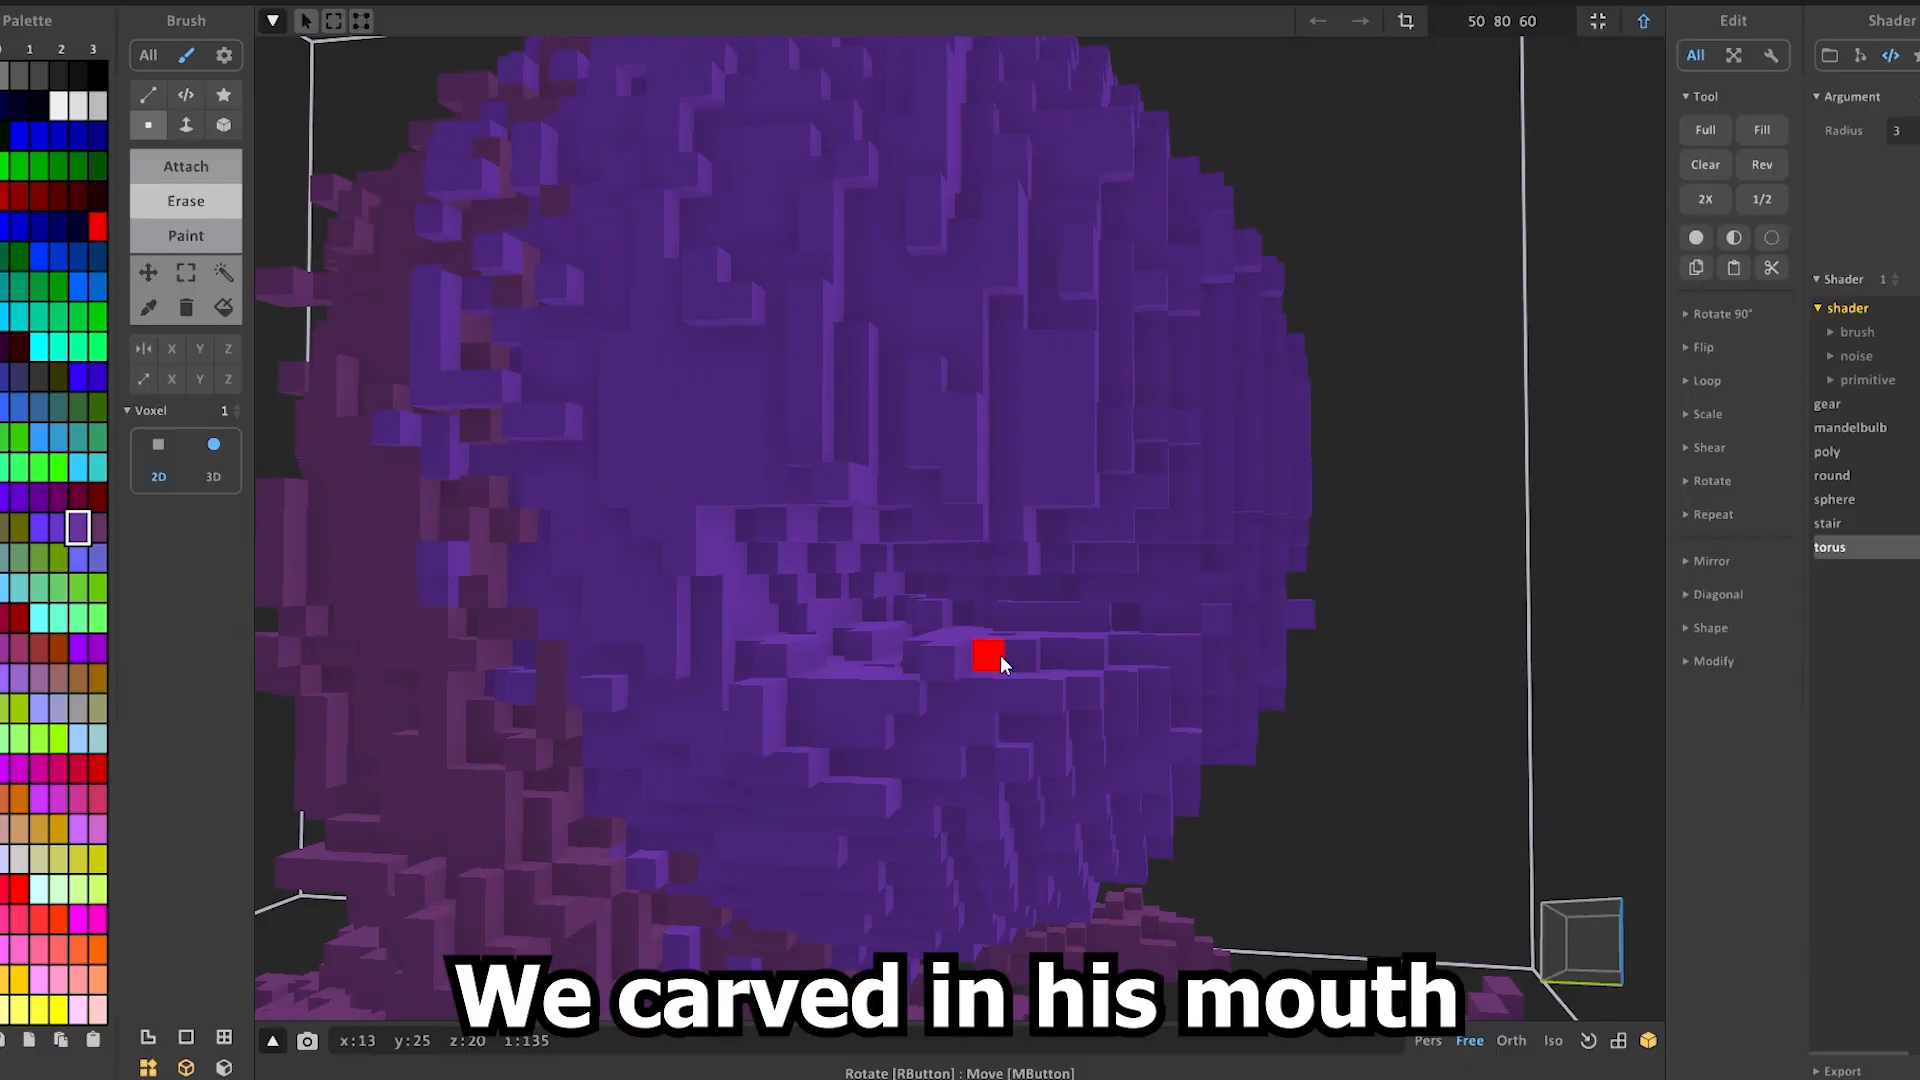 Palette
0 1 2 3
Brush
All
Attach
Erase
Paint
X Y Z
X Y Z
Voxel 1
2D 3D
50 80 60
Edit
All
Tool
Full Fill
Clear Rev
2X 1/2
Rotate 90°
Flip
Loop
Scale
Shear
Rotate
Repeat
Mirror
Diagonal
Shape
Modify
Shader
Argument
Radius 3
Shader 1
shader
brush
noise
primitive
gear
mandelbulb
poly
round
sphere
stair
torus
Export
We carved in his mouth
x:13 y:25 z:20 i:135
Pers Free Orth Iso
Rotate [RButton] : Move [MButton]